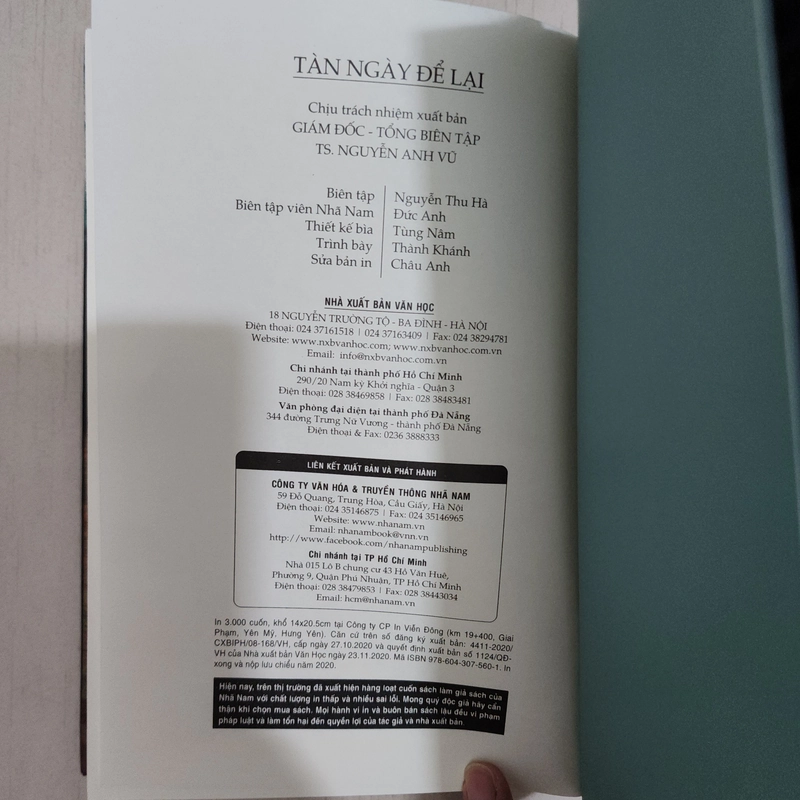 TÀN NGÀY ĐỂ LẠI
Chịu trách nhiệm xuất bản
GIÁM ĐỐC - TỔNG BIÊN TẬP
TS. NGUYỄN ANH VŨ
Biên tập Nguyễn Thu Hà
Biên tập viên Nhã Nam Đức Anh
Thiết kế bìa Tùng Nâm
Trình bày Thành Khánh
Sửa bản in Châu Anh
NHÀ XUẤT BẢN VĂN HỌC
18 NGUYỄN TRƯỜNG TỘ - BA ĐÌNH - HÀ NỘI
Điện thoại: 024 37161518 | 024 37163409 | Fax: 024 38294781
Website: www.nxbvanhoc.com; www.nxbvanhoc.com.vn
Email: info@nxbvanhoc.com.vn
Chi nhánh tại thành phố Hồ Chí Minh
290/20 Nam kỳ Khởi nghĩa - Quận 3
Điện thoại: 028 38469858 | Fax: 028 38483481
Văn phòng đại diện tại thành phố Đà Nẵng
344 đường Trưng Nữ Vương - thành phố Đà Nẵng
Điện thoại & Fax: 0236 3888333
LIÊN KẾT XUẤT BẢN VÀ PHÁT HÀNH
CÔNG TY VĂN HÓA & TRUYỀN THÔNG NHÃ NAM
59 Đỗ Quang, Trung Hòa, Cầu Giấy, Hà Nội
Điện thoại: 024 35146875 | Fax: 024 35146965
Website: www.nhanam.vn
Email: nhanambook@vnn.vn
http://www.facebook.com/nhanampublishing
Chi nhánh tại TP Hồ Chí Minh
Nhà 015 Lô B chung cư 43 Hồ Văn Huê,
Phường 9, Quận Phú Nhuận, TP Hồ Chí Minh
Điện thoại: 028 38479853 | Fax: 028 38443034
Email: hcm@nhanam.vn
In 3.000 cuốn, khổ 14x20.5cm tại Công ty CP In Viễn Đông (km 19+400, Giai
Phạm, Yên Mỹ, Hưng Yên). Căn cứ trên số đăng ký xuất bản: 4411-2020/
CXBIPH/08-168/VH, cấp ngày 27.10.2020 và quyết định xuất bản số 1124/QĐ-
VH của Nhà xuất bản Văn Học ngày 23.11.2020. Mã ISBN 978-604-307-560-1. In
xong và nộp lưu chiểu năm 2020.
Hiện nay, trên thị trường đã xuất hiện hàng loạt cuốn sách làm giả sách của
Nhã Nam với chất lượng in thấp và nhiều sai lỗi. Mong quý độc giả hãy cẩn
thận khi chọn mua sách. Mọi hành vi in và buôn bán sách lậu đều vi phạm
pháp luật và làm tổn hại đến quyền lợi của tác giả và nhà xuất bản.